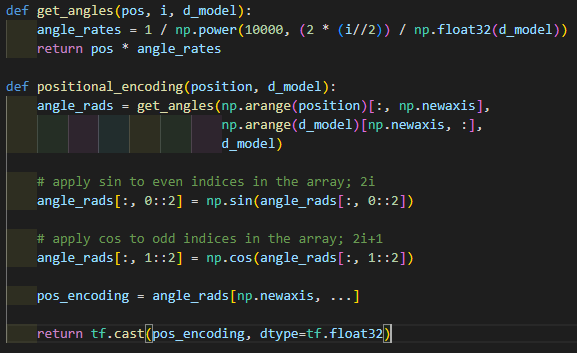 def get_angles(pos, i, d_model):
    angle_rates = 1 / np.power(10000, (2 * (i//2)) / np.float32(d_model))
    return pos * angle_rates

def positional_encoding(position, d_model):
    angle_rads = get_angles(np.arange(position)[:, np.newaxis],
                            np.arange(d_model)[np.newaxis, :],
                            d_model)

    # apply sin to even indices in the array; 2i
    angle_rads[:, 0::2] = np.sin(angle_rads[:, 0::2])

    # apply cos to odd indices in the array; 2i+1
    angle_rads[:, 1::2] = np.cos(angle_rads[:, 1::2])

    pos_encoding = angle_rads[np.newaxis, ...]

    return tf.cast(pos_encoding, dtype=tf.float32)